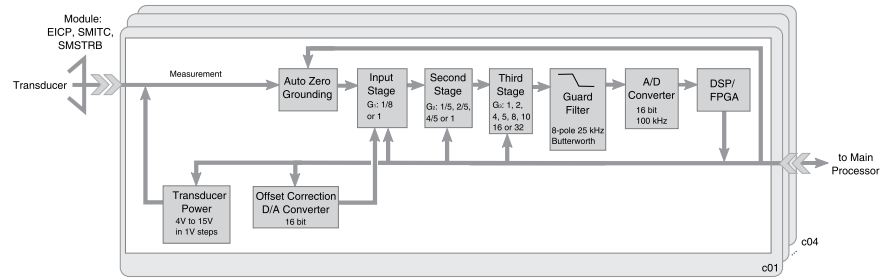 Module:
EICP, SMITC,
SMSTRB
Transducer
Measurement
Auto Zero
Grounding
Input
Stage
G₁: 1/8
or 1
Second
Stage
G₂: 1/5, 2/5,
4/5 or 1
Third
Stage
G₃: 1, 2,
4, 5, 8, 10
16 or 32
Guard
Filter
8-pole 25 kHz
Butterworth
A/D
Converter
16 bit
100 kHz
DSP/
FPGA
to Main
Processor
Transducer
Power
4V to 15V
in 1V steps
Offset Correction
D/A Converter
16 bit
c04
...
c01